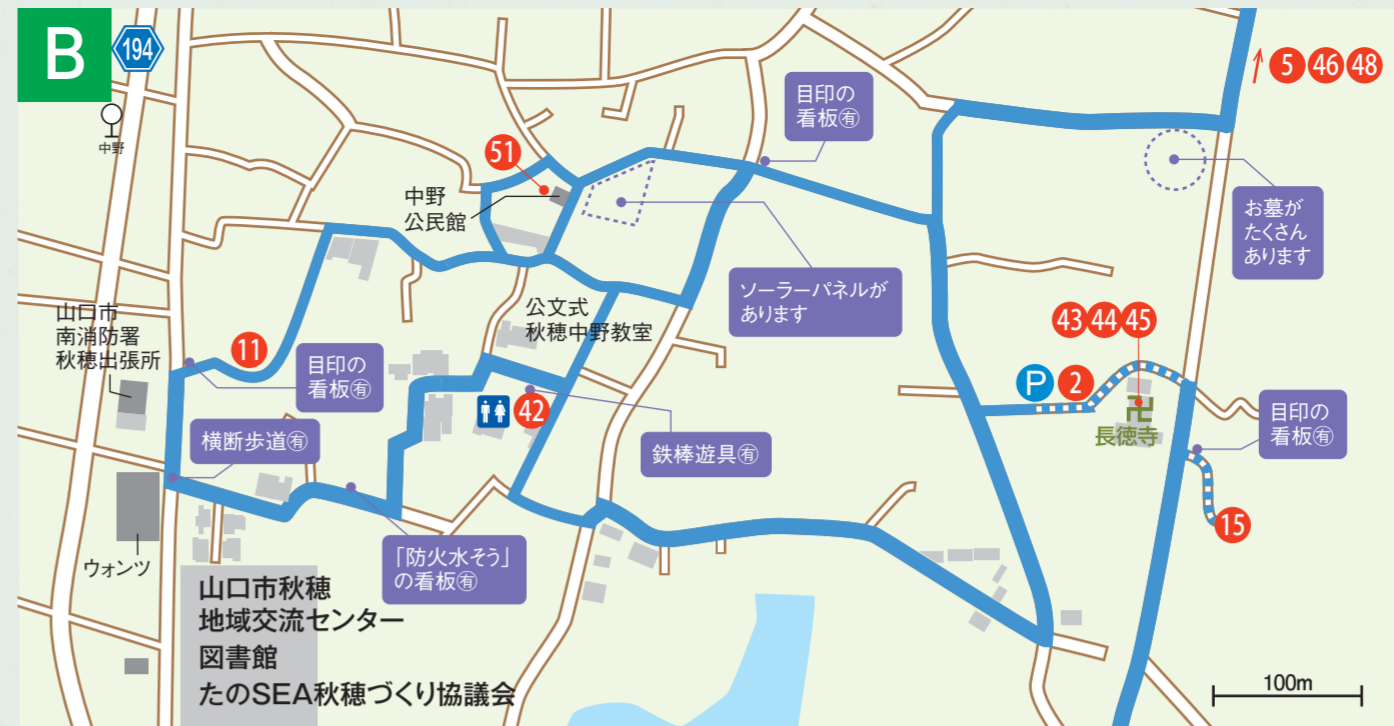 B
194
中野
5 46 48
目印の
看板㊒
51
中野
公民館
お墓が
たくさん
あります
ソーラーパネルが
あります
公文式
秋穂中野教室
山口市
南消防署
秋穂出張所
11
目印の
看板㊒
43 44 45
P 2
長徳寺
目印の
看板㊒
42
横断歩道㊒
鉄棒遊具㊒
15
「防火水そう」
の看板㊒
ウォンツ
山口市秋穂
地域交流センター
図書館
たのSEA秋穂づくり協議会
100m